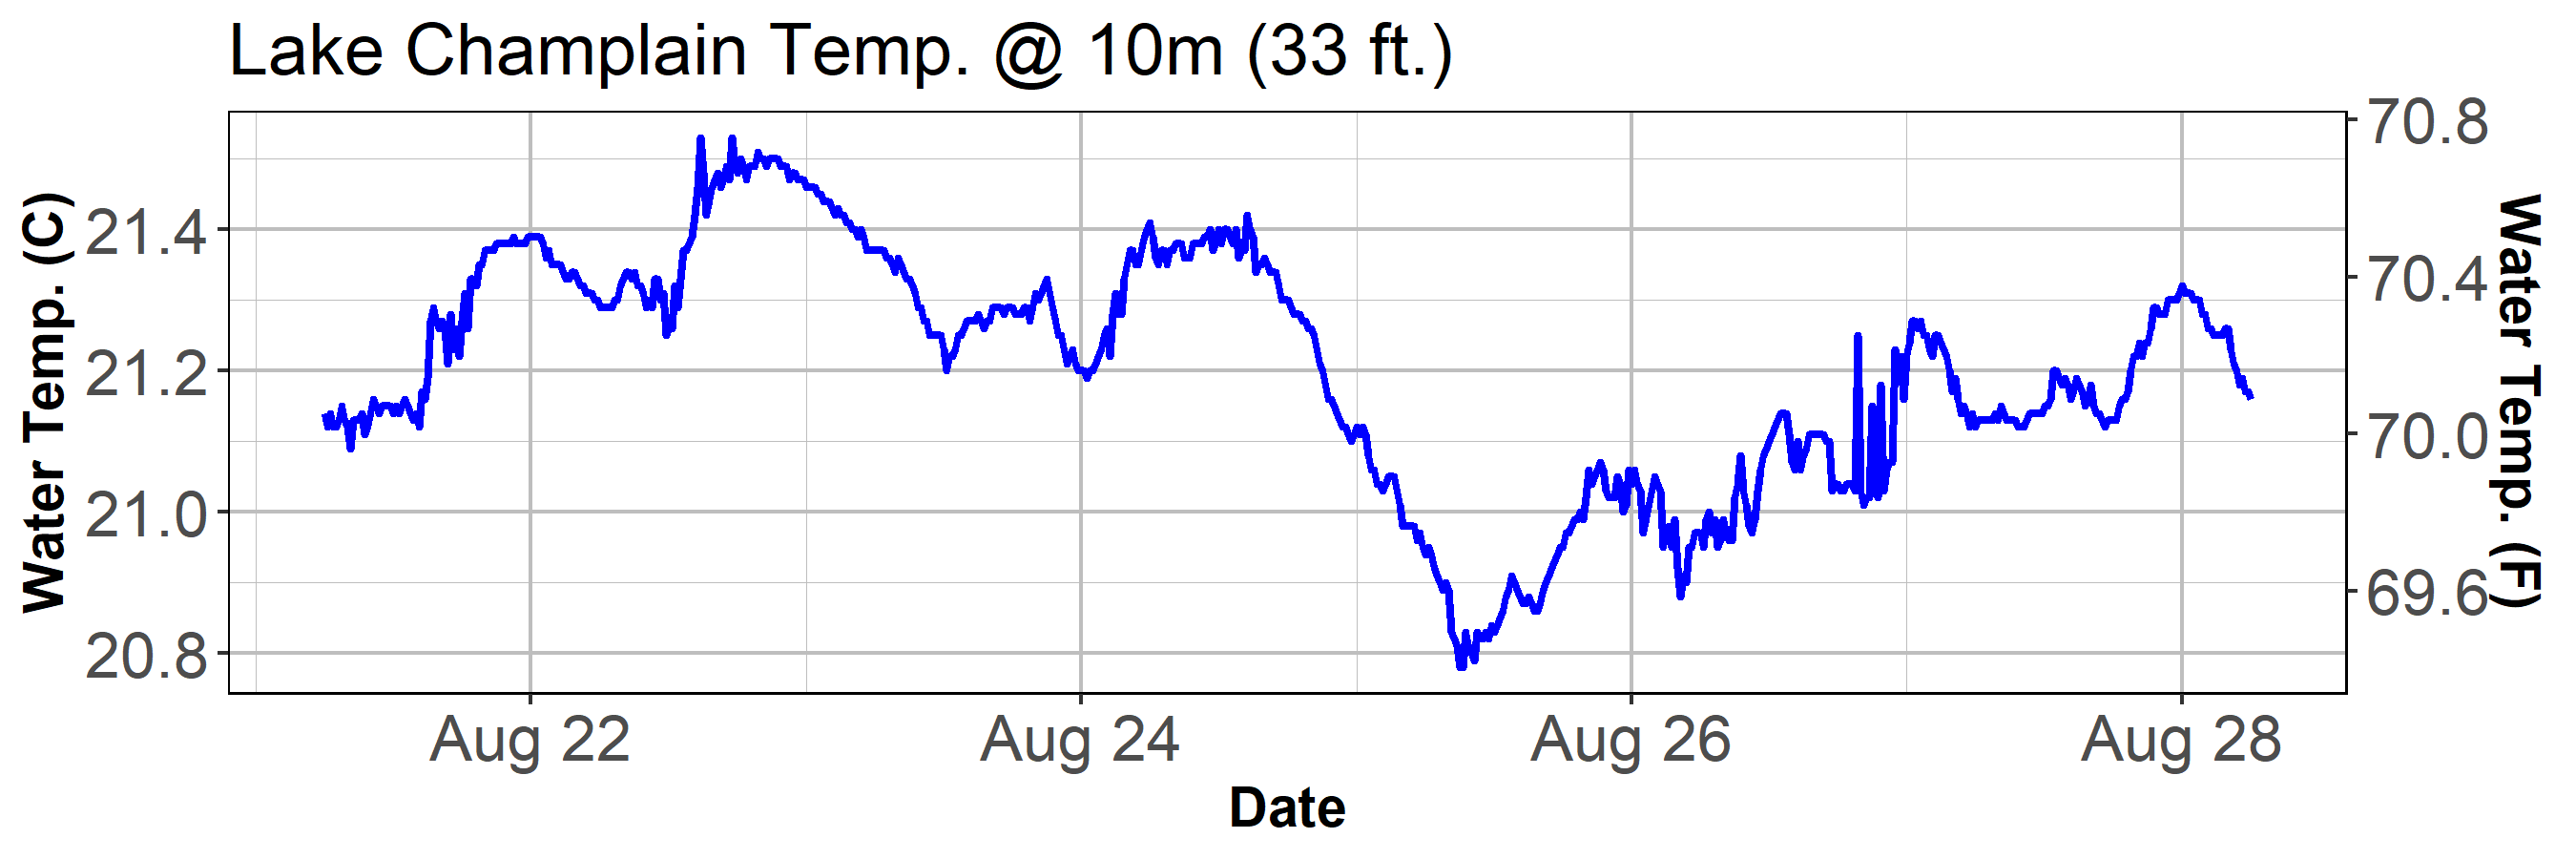 Lake Champlain Temp. @ 10m (33 ft.)
Water Temp. (C)
21.4
21.2
21.0
20.8
70.8
70.4
70.0
69.6
Water Temp. (F)
Aug 22
Aug 24
Aug 26
Aug 28
Date